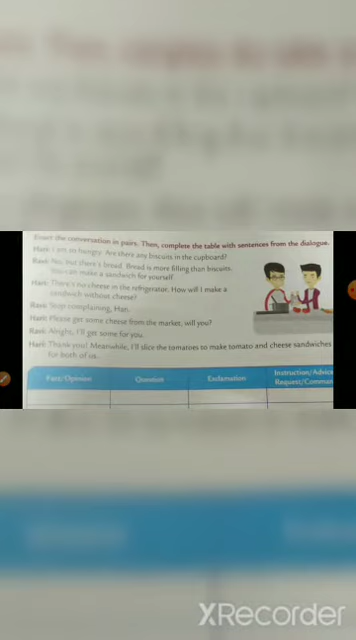 Enact the conversation in pairs. Then, complete the table with sentences from the dialogue.
Hari: I am so hungry. Are there any biscuits in the cupboard?
Ravi: No, but there's bread. Bread is more filling than biscuits.
You can make a sandwich for yourself.
Hari: There's no cheese in the refrigerator. How will I make a
sandwich without cheese?
Ravi: Stop complaining, Hari.
Hari: Please get some cheese from the market, will you?
Ravi: Alright, I'll get some for you.
Hari: Thank you! Meanwhile, I'll slice the tomatoes to make tomato and cheese sandwiches
for both of us.
Fact/Opinion
Question
Exclamation
Instruction/Advice
Request/Comman
XRecorder